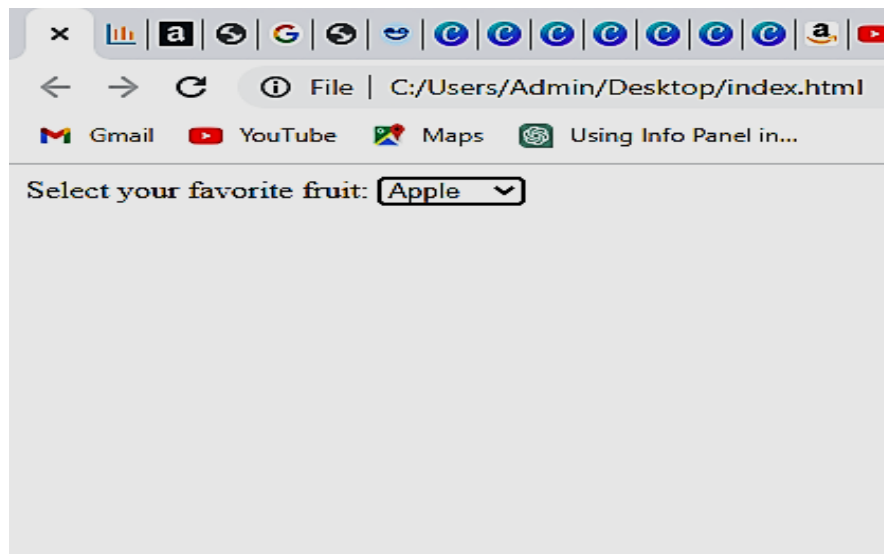 File | C:/Users/Admin/Desktop/index.html
Gmail YouTube Maps Using Info Panel in...
Select your favorite fruit: Apple